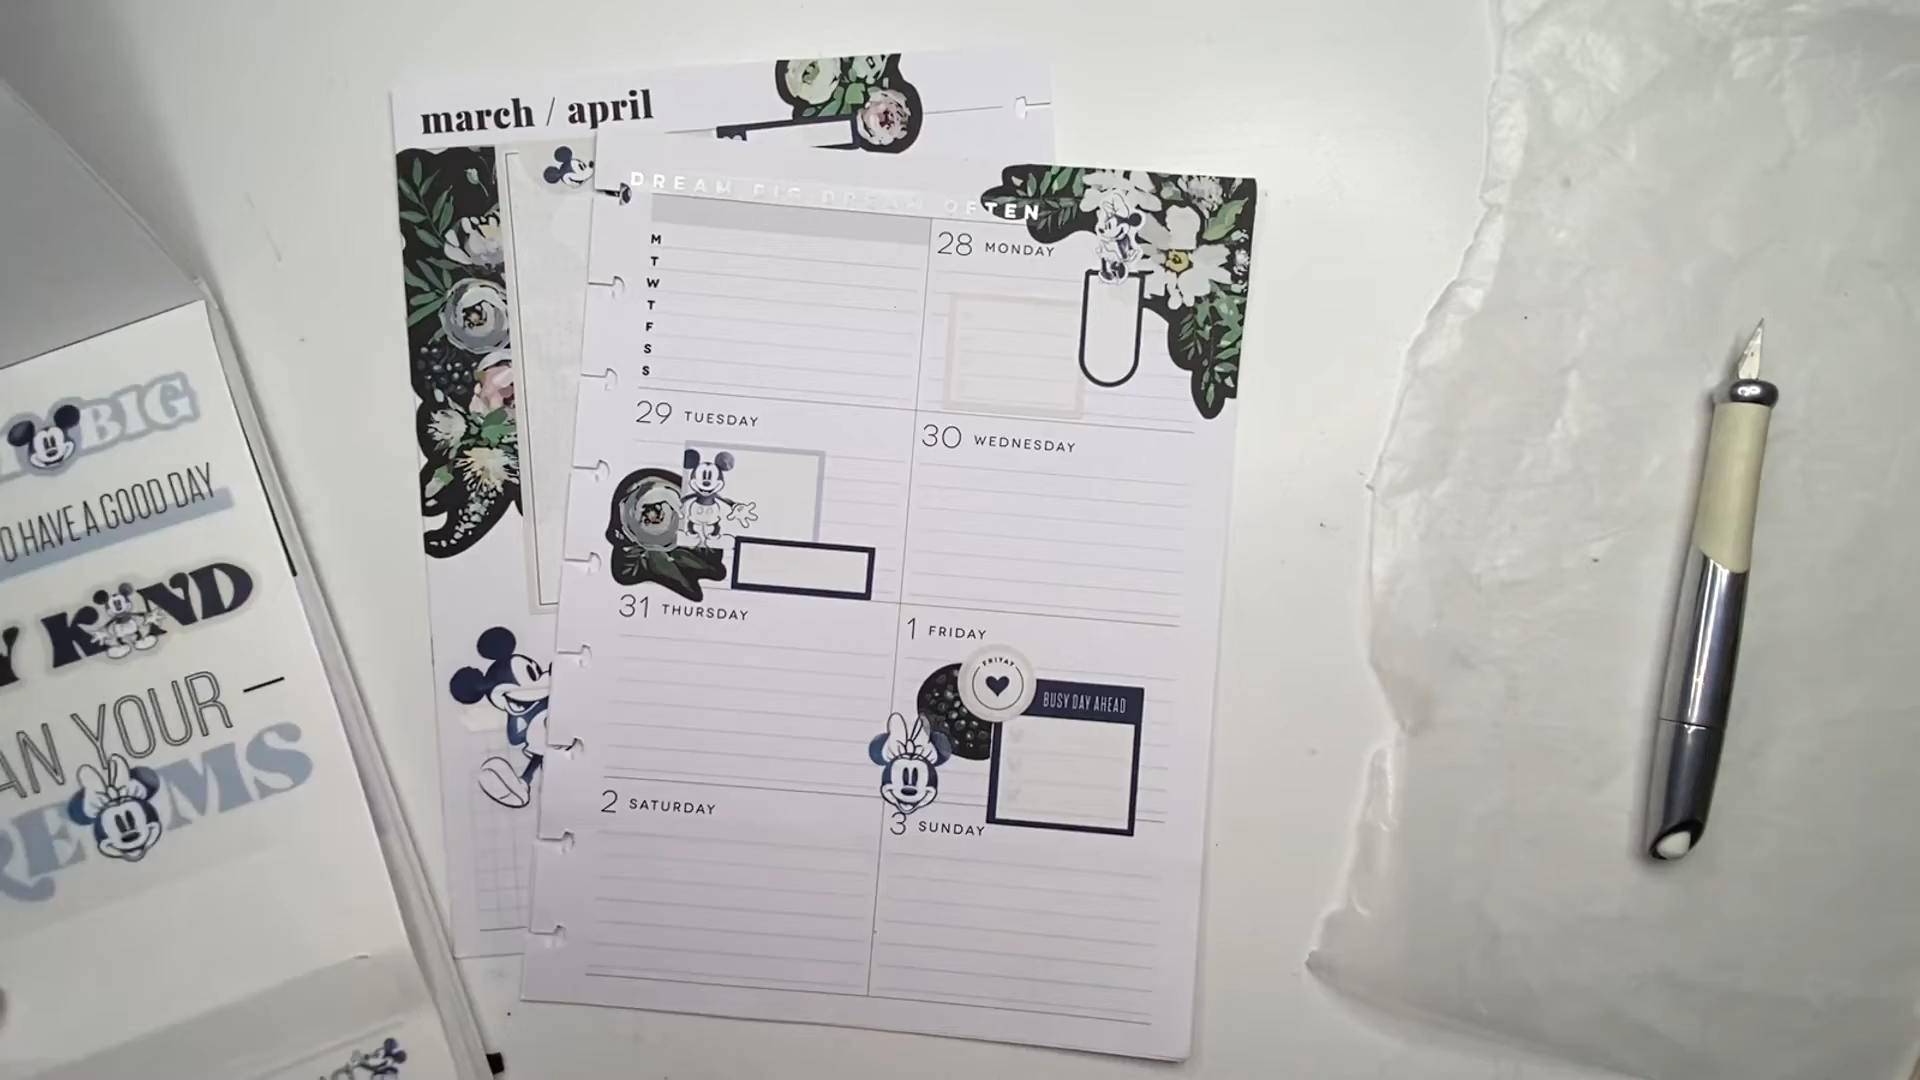 march / april
DREAM BIG DREAM OFTEN
M
T
W
T
F
S
S
28 MONDAY
29 TUESDAY
30 WEDNESDAY
31 THURSDAY
1 FRIDAY
FRIYAY
BUSY DAY AHEAD
2 SATURDAY
3 SUNDAY
BIG
HAVE A GOOD DAY
KIND
YOUR —